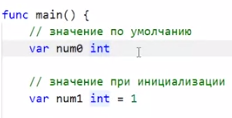 func main() {
// значение по умолчанию
var num0 int
// значение при инициализации
var num1 int = 1